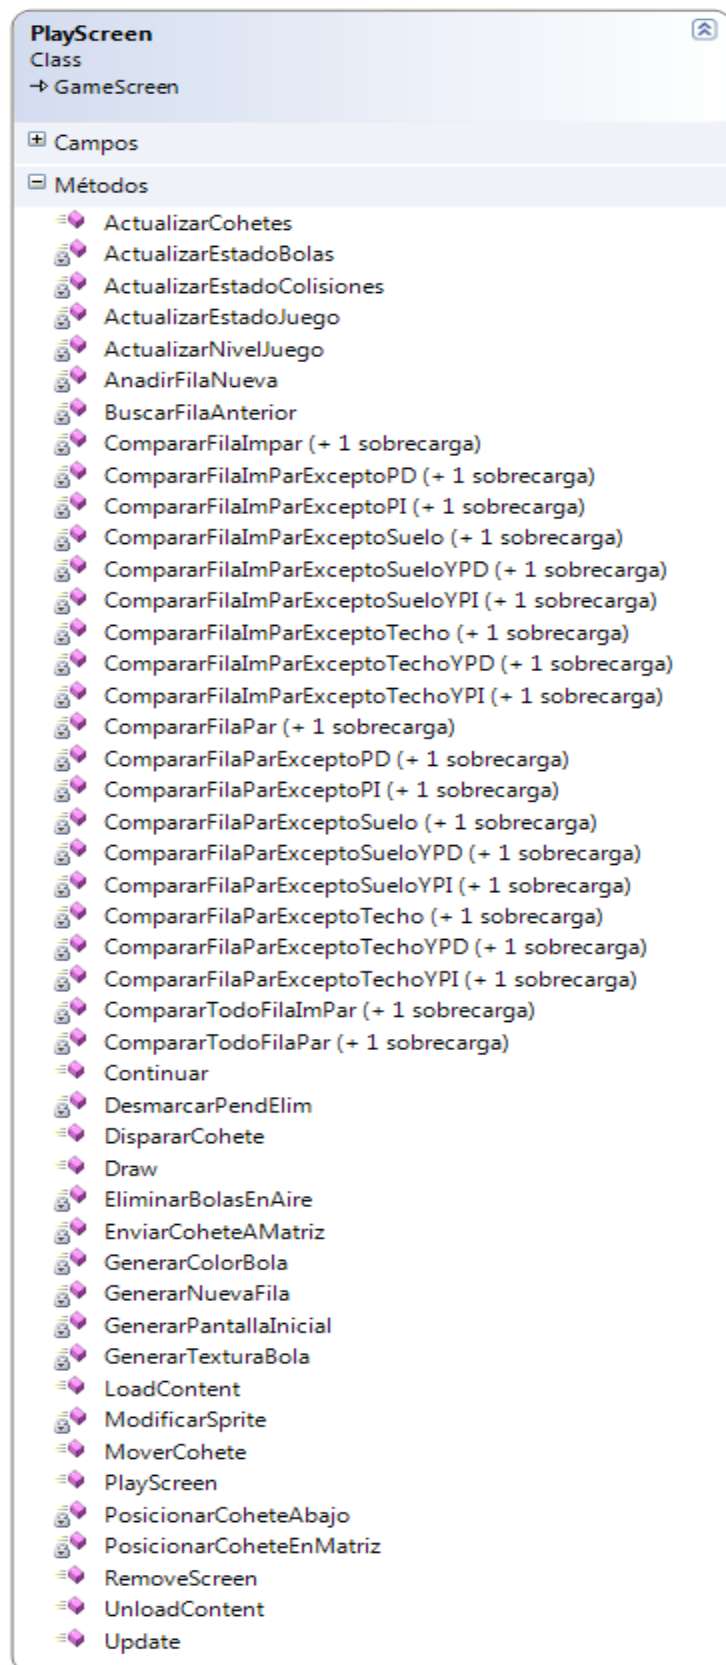 PlayScreen
Class
GameScreen
Campos
Métodos
ActualizarCohetes
ActualizarEstadoBolas
ActualizarEstadoColisiones
ActualizarEstadoJuego
ActualizarNivelJuego
AnadirFilaNueva
BuscarFilaAnterior
CompararFilaImpar (+ 1 sobrecarga)
CompararFilaImParExceptoPD (+ 1 sobrecarga)
CompararFilaImParExceptoPI (+ 1 sobrecarga)
CompararFilaImParExceptoSuelo (+ 1 sobrecarga)
CompararFilaImParExceptoSueloYPD (+ 1 sobrecarga)
CompararFilaImParExceptoSueloYPI (+ 1 sobrecarga)
CompararFilaImParExceptoTecho (+ 1 sobrecarga)
CompararFilaImParExceptoTechoYPD (+ 1 sobrecarga)
CompararFilaImParExceptoTechoYPI (+ 1 sobrecarga)
CompararFilaPar (+ 1 sobrecarga)
CompararFilaParExceptoPD (+ 1 sobrecarga)
CompararFilaParExceptoPI (+ 1 sobrecarga)
CompararFilaParExceptoSuelo (+ 1 sobrecarga)
CompararFilaParExceptoSueloYPD (+ 1 sobrecarga)
CompararFilaParExceptoSueloYPI (+ 1 sobrecarga)
CompararFilaParExceptoTecho (+ 1 sobrecarga)
CompararFilaParExceptoTechoYPD (+ 1 sobrecarga)
CompararFilaParExceptoTechoYPI (+ 1 sobrecarga)
CompararTodoFilaImPar (+ 1 sobrecarga)
CompararTodoFilaPar (+ 1 sobrecarga)
Continuar
DesmarcarPendElim
DispararCohete
Draw
EliminarBolasEnAire
EnviarCoheteAMatriz
GenerarColorBola
GenerarNuevaFila
GenerarPantallaInicial
GenerarTexturaBola
LoadContent
ModificarSprite
MoverCohete
PlayScreen
PosicionarCoheteAbajo
PosicionarCoheteEnMatriz
RemoveScreen
UnloadContent
Update